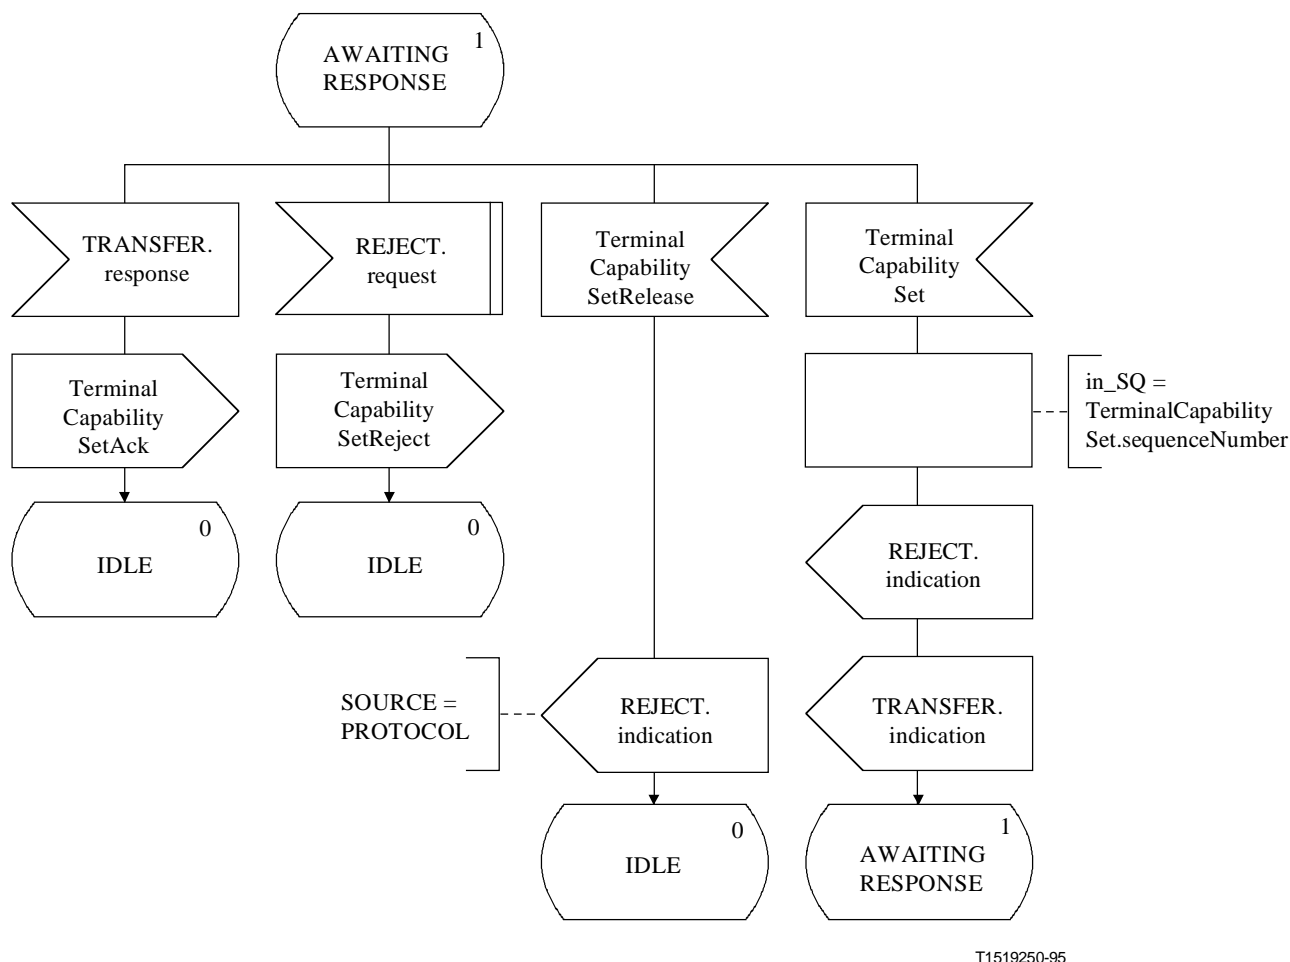 1
AWAITING
RESPONSE
TRANSFER.
response
REJECT.
request
Terminal
Capability
SetRelease
Terminal
Capability
Set
Terminal
Capability
SetAck
Terminal
Capability
SetReject
in_SQ =
TerminalCapability
Set.sequenceNumber
0
IDLE
0
IDLE
REJECT.
indication
SOURCE =
PROTOCOL
REJECT.
indication
TRANSFER.
indication
0
IDLE
1
AWAITING
RESPONSE
T1519250-95